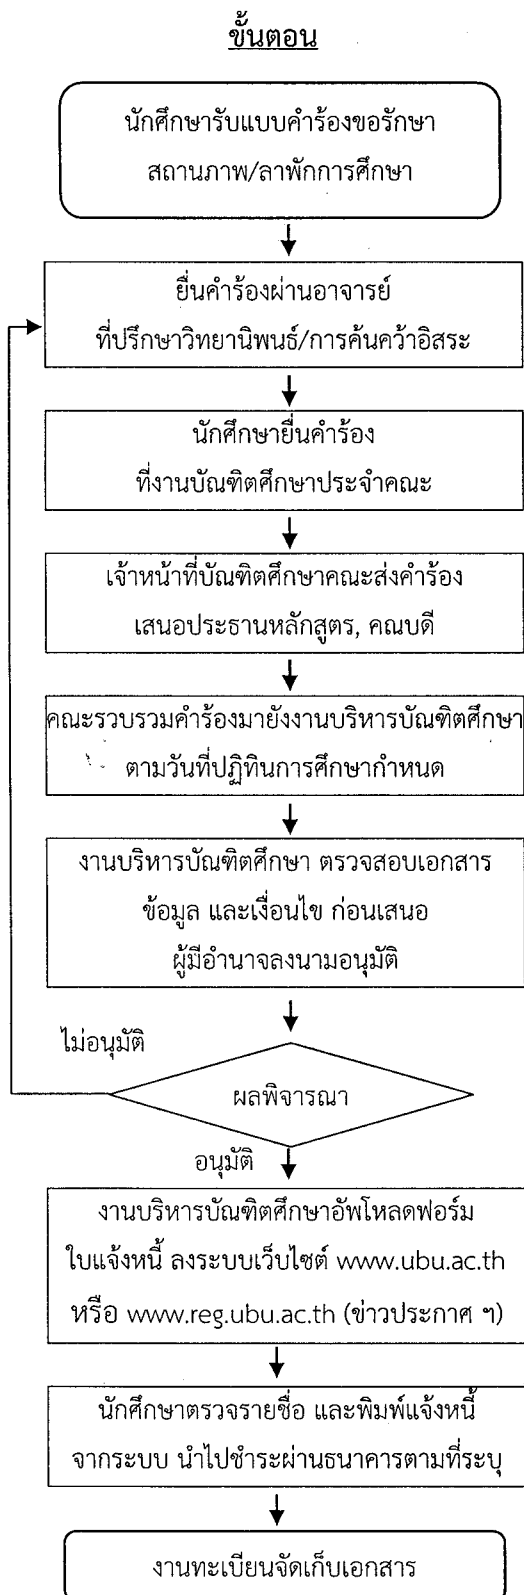 ขั้นตอน
นักศึกษารับแบบคำร้องขอรักษา
สถานภาพ/ลาพักการศึกษา
ยื่นคำร้องผ่านอาจารย์
ที่ปรึกษาวิทยานิพนธ์/การค้นคว้าอิสระ
นักศึกษายื่นคำร้อง
ที่งานบัณฑิตศึกษาประจำคณะ
เจ้าหน้าที่บัณฑิตศึกษาคณะส่งคำร้อง
เสนอประธานหลักสูตร, คณบดี
คณะรวบรวมคำร้องมายังงานบริหารบัณฑิตศึกษา
ตามวันที่ปฏิทินการศึกษากำหนด
งานบริหารบัณฑิตศึกษา ตรวจสอบเอกสาร
ข้อมูล และเงื่อนไข ก่อนเสนอ
ผู้มีอำนาจลงนามอนุมัติ
ไม่อนุมัติ
ผลพิจารณา
อนุมัติ
งานบริหารบัณฑิตศึกษาอัพโหลดฟอร์ม
ใบแจ้งหนี้ ลงระบบเว็บไซต์ www.ubu.ac.th
หรือ www.reg.ubu.ac.th (ข่าวประกาศ ฯ)
นักศึกษาตรวจรายชื่อ และพิมพ์แจ้งหนี้
จากระบบ นำไปชำระผ่านธนาคารตามที่ระบุ
งานทะเบียนจัดเก็บเอกสาร